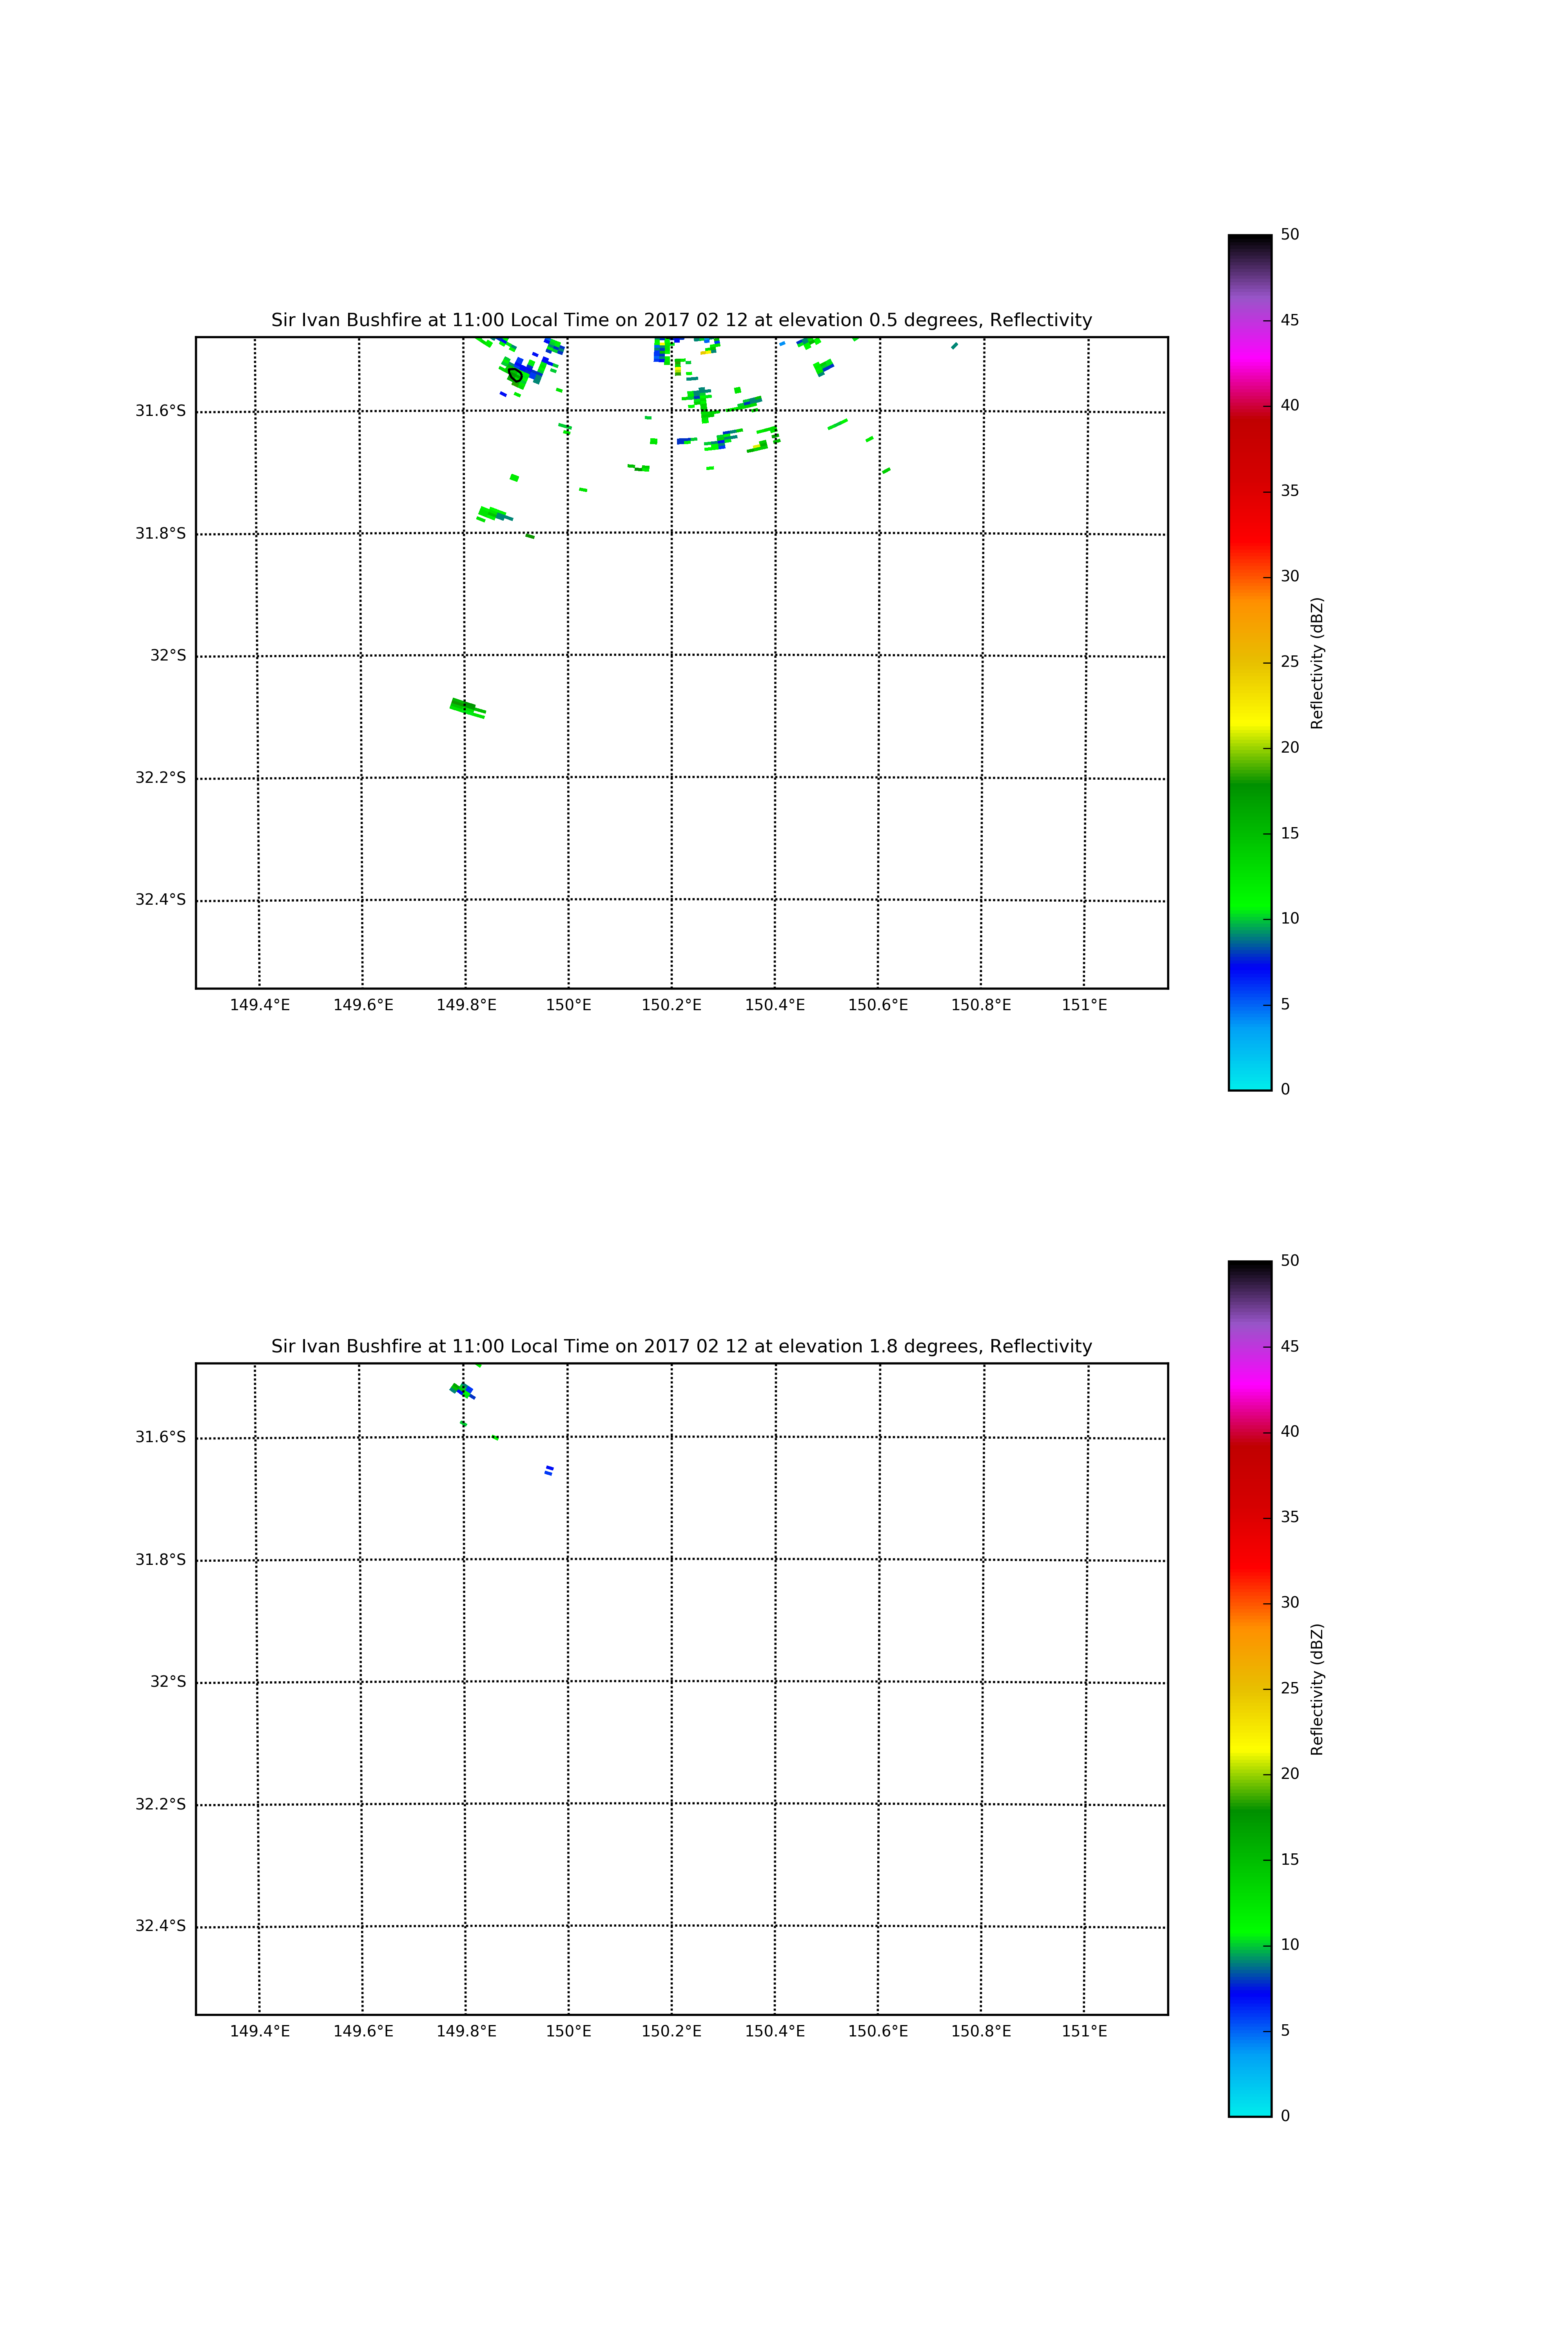 Sir Ivan Bushfire at 11:00 Local Time on 2017 02 12 at elevation 0.5 degrees, Reflectivity
31.6°S
31.8°S
32°S
32.2°S
32.4°S
149.4°E 149.6°E 149.8°E 150°E 150.2°E 150.4°E 150.6°E 150.8°E 151°E
50
45
40
35
30
25
20
15
10
5
0
Reflectivity (dBZ)
Sir Ivan Bushfire at 11:00 Local Time on 2017 02 12 at elevation 1.8 degrees, Reflectivity
31.6°S
31.8°S
32°S
32.2°S
32.4°S
149.4°E 149.6°E 149.8°E 150°E 150.2°E 150.4°E 150.6°E 150.8°E 151°E
50
45
40
35
30
25
20
15
10
5
0
Reflectivity (dBZ)